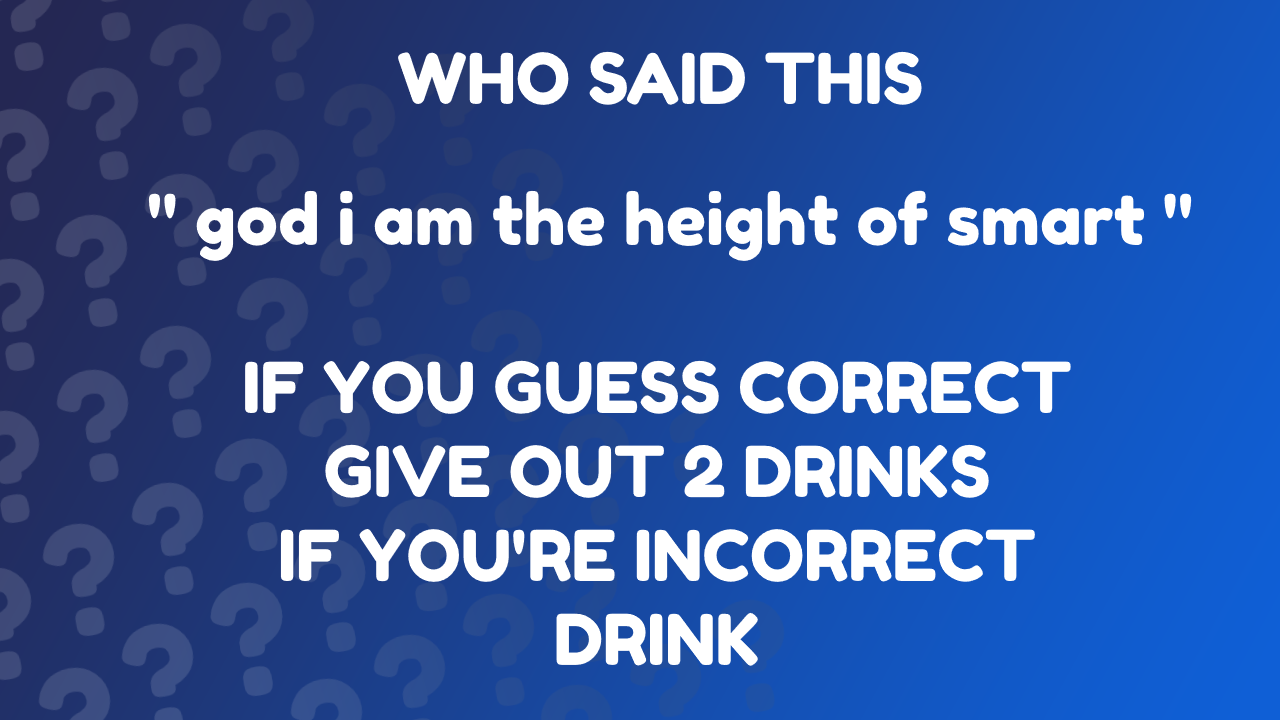 WHO SAID THIS
" god i am the height of smart "
IF YOU GUESS CORRECT
GIVE OUT 2 DRINKS
IF YOU'RE INCORRECT
DRINK